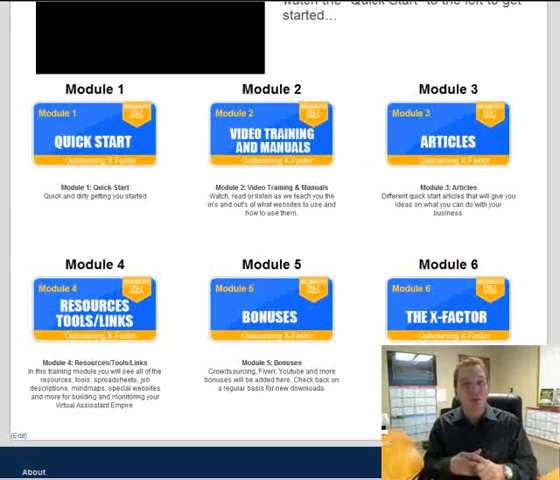 watch the "Quick Start" to the left to get
started…
Module 1
Module 2
Module 3
Module 1
QUICK START
Outsourcing X-Factor
Module 2
VIDEO TRAINING
AND MANUALS
Outsourcing X-Factor
Module 3
ARTICLES
Outsourcing X-Factor
Module 1: Quick Start
Quick and dirty getting you started
Module 2: Video Training & Manuals
Watch, read or listen as we teach you the
in's and out's of what websites to use and
how to use them.
Module 3: Articles
Different quick start articles that will give you
ideas on what you can do with your
business
Module 4
Module 5
Module 6
Module 4
RESOURCES
TOOLS/LINKS
Outsourcing X-Factor
Module 5
BONUSES
Outsourcing X-Factor
Module 6
THE X-FACTOR
Outsourcing X-Factor
Module 4: Resources/Tools/Links
In this training module you will see all of the
resources, tools, spreadsheets, job
descriptions, mindmaps, special websites
and more for building and monitoring your
Virtual Assistant Empire
Module 5: Bonuses
Crowdsourcing, Fiverr, Youtube and more
bonuses will be added here. Check back on
a regular basis for new downloads.
(Edit)
About